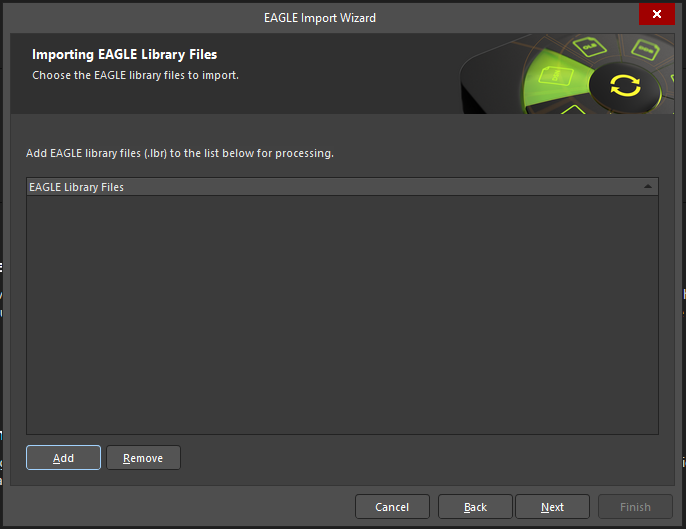 EAGLE Import Wizard
Importing EAGLE Library Files
Choose the EAGLE library files to import.
Add EAGLE library files (.lbr) to the list below for processing.
EAGLE Library Files
Add
Remove
Cancel
Back
Next
Finish